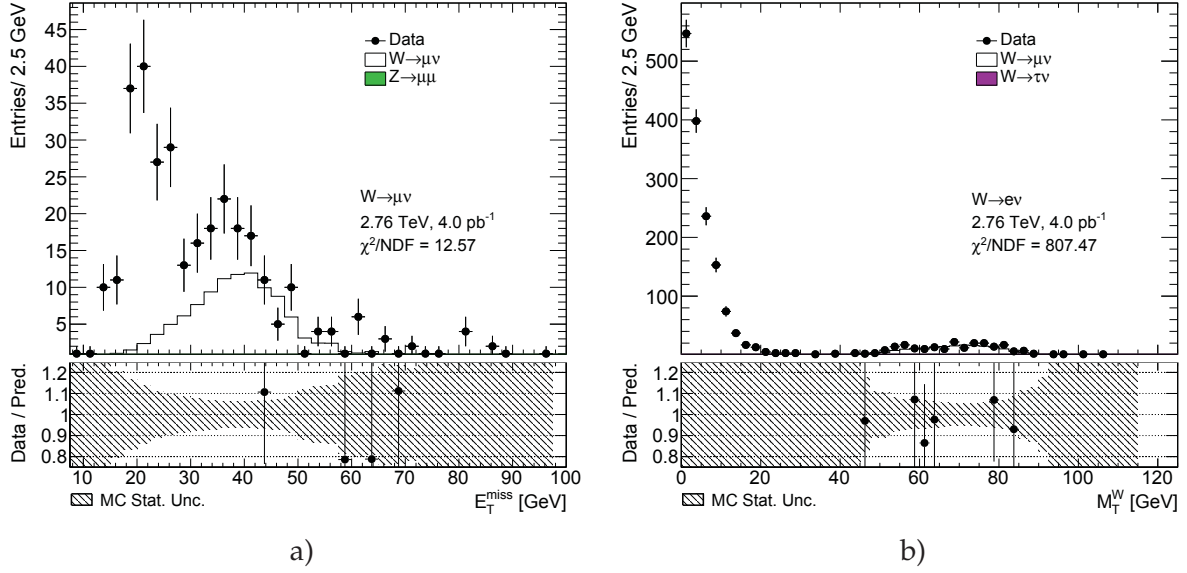 Entries/ 2.5 GeV
45
40
35
30
25
20
15
10
5
Data
W→μν
Z→μμ
W→μν
2.76 TeV, 4.0 pb⁻¹
χ²/NDF = 12.57
Data / Pred.
1.2
1.1
1
0.9
0.8
10 20 30 40 50 60 70 80 90 100
MC Stat. Unc.
E_T^miss [GeV]
a)
Entries/ 2.5 GeV
500
400
300
200
100
Data
W→μν
W→τν
W→eν
2.76 TeV, 4.0 pb⁻¹
χ²/NDF = 807.47
Data / Pred.
1.2
1.1
1
0.9
0.8
0 20 40 60 80 100 120
MC Stat. Unc.
M_T^W [GeV]
b)